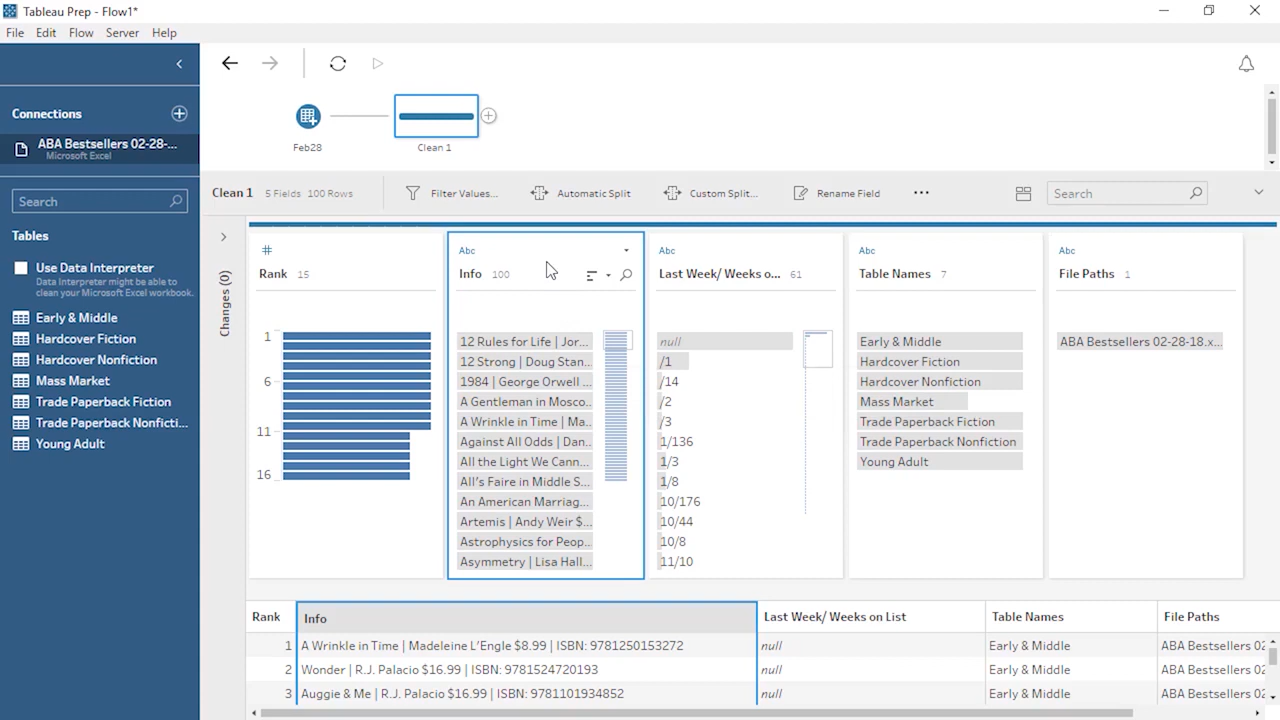 Tableau Prep - Flow1*
File Edit Flow Server Help
Connections
ABA Bestsellers 02-28-...
Microsoft Excel
Search
Tables
Use Data Interpreter
Data Interpreter might be able to
clean your Microsoft Excel workbook.
Early & Middle
Hardcover Fiction
Hardcover Nonfiction
Mass Market
Trade Paperback Fiction
Trade Paperback Nonficti...
Young Adult
Feb28
Clean 1
Clean 1 5 Fields 100 Rows Filter Values... Automatic Split Custom Split... Rename Field ... Search
Changes (0)
#
Rank 15
1
6
11
16
Abc
Info 100
12 Rules for Life | Jor...
12 Strong | Doug Stan...
1984 | George Orwell ...
A Gentleman in Mosco...
A Wrinkle in Time | Ma...
Against All Odds | Dan...
All the Light We Cann...
All's Faire in Middle S...
An American Marriag...
Artemis | Andy Weir $...
Astrophysics for Peop...
Asymmetry | Lisa Hall...
Abc
Last Week/ Weeks o... 61
null
/1
/14
/2
/3
1/136
1/3
1/8
10/176
10/44
10/8
11/10
Abc
Table Names 7
Early & Middle
Hardcover Fiction
Hardcover Nonfiction
Mass Market
Trade Paperback Fiction
Trade Paperback Nonfiction
Young Adult
Abc
File Paths 1
ABA Bestsellers 02-28-18.x...
Rank Info Last Week/ Weeks on List Table Names File Paths
1 A Wrinkle in Time | Madeleine L’Engle $8.99 | ISBN: 9781250153272 null Early & Middle ABA Bestsellers 02
2 Wonder | R.J. Palacio $16.99 | ISBN: 9781524720193 null Early & Middle ABA Bestsellers 02
3 Auggie & Me | R.J. Palacio $16.99 | ISBN: 9781101934852 null Early & Middle ABA Bestsellers 02